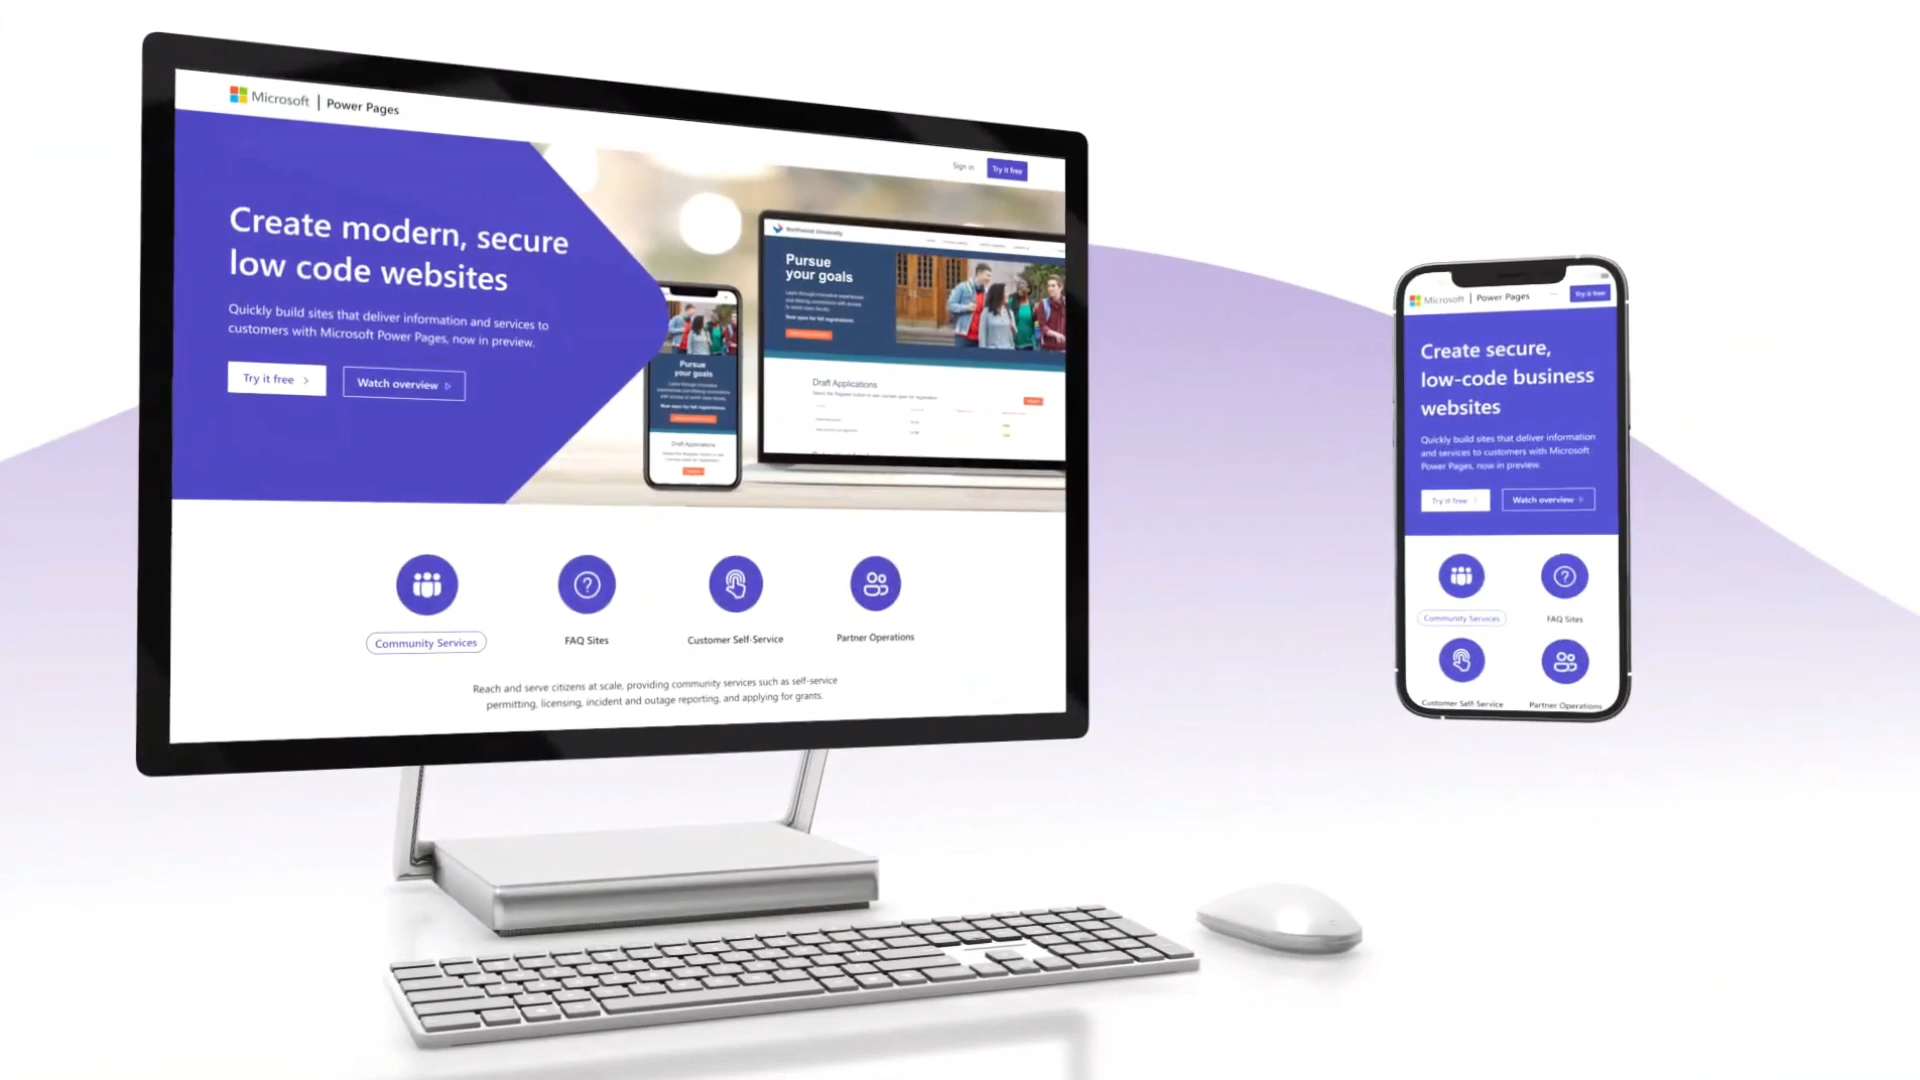 Microsoft | Power Pages
Sign in
Try it free
Create modern, secure
low code websites
Quickly build sites that deliver information and services to
customers with Microsoft Power Pages, now in preview.
Try it free
Watch overview
Pursue
your goals
Draft Applications
Northwind University
Pursue
your goals
Draft Applications
Community Services
FAQ Sites
Customer Self-Service
Partner Operations
Reach and serve citizens at scale, providing community services such as self-service
permitting, licensing, incident and outage reporting, and applying for grants.
Microsoft | Power Pages
Try it free
Create secure,
low-code business
websites
Quickly build sites that deliver information
and services to customers with Microsoft
Power Pages, now in preview.
Try it free
Watch overview
Community Services
FAQ Sites
Customer Self-Service
Partner Operations